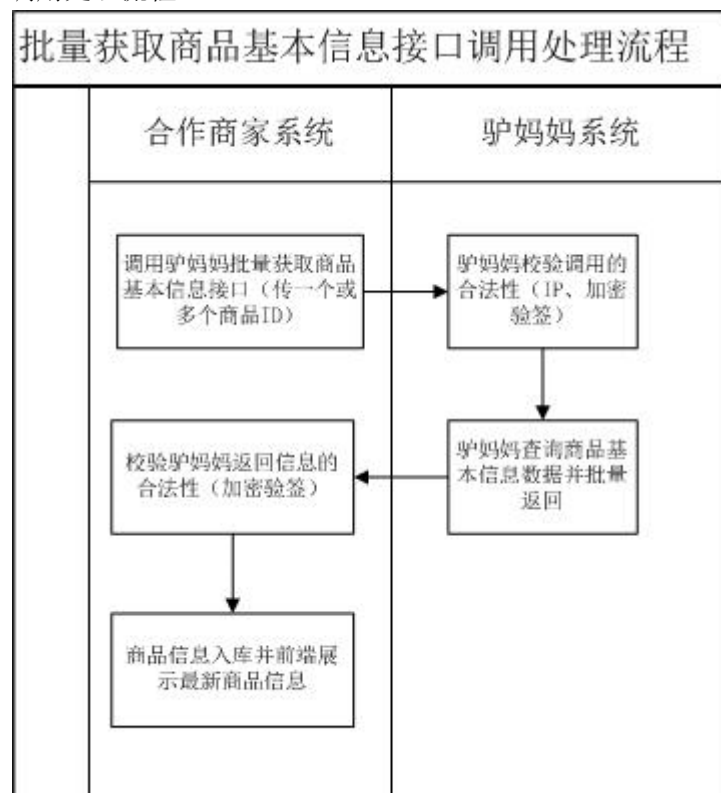 批量获取商品基本信息接口调用处理流程
合作商家系统
驴妈妈系统
调用驴妈妈批量获取商品
基本信息接口（传一个或
多个商品ID）
驴妈妈校验调用的
合法性（IP、加密
验签）
校验驴妈妈返回信息的
合法性（加密验签）
驴妈妈查询商品基
本信息数据并批量
返回
商品信息入库并前端展
示最新商品信息